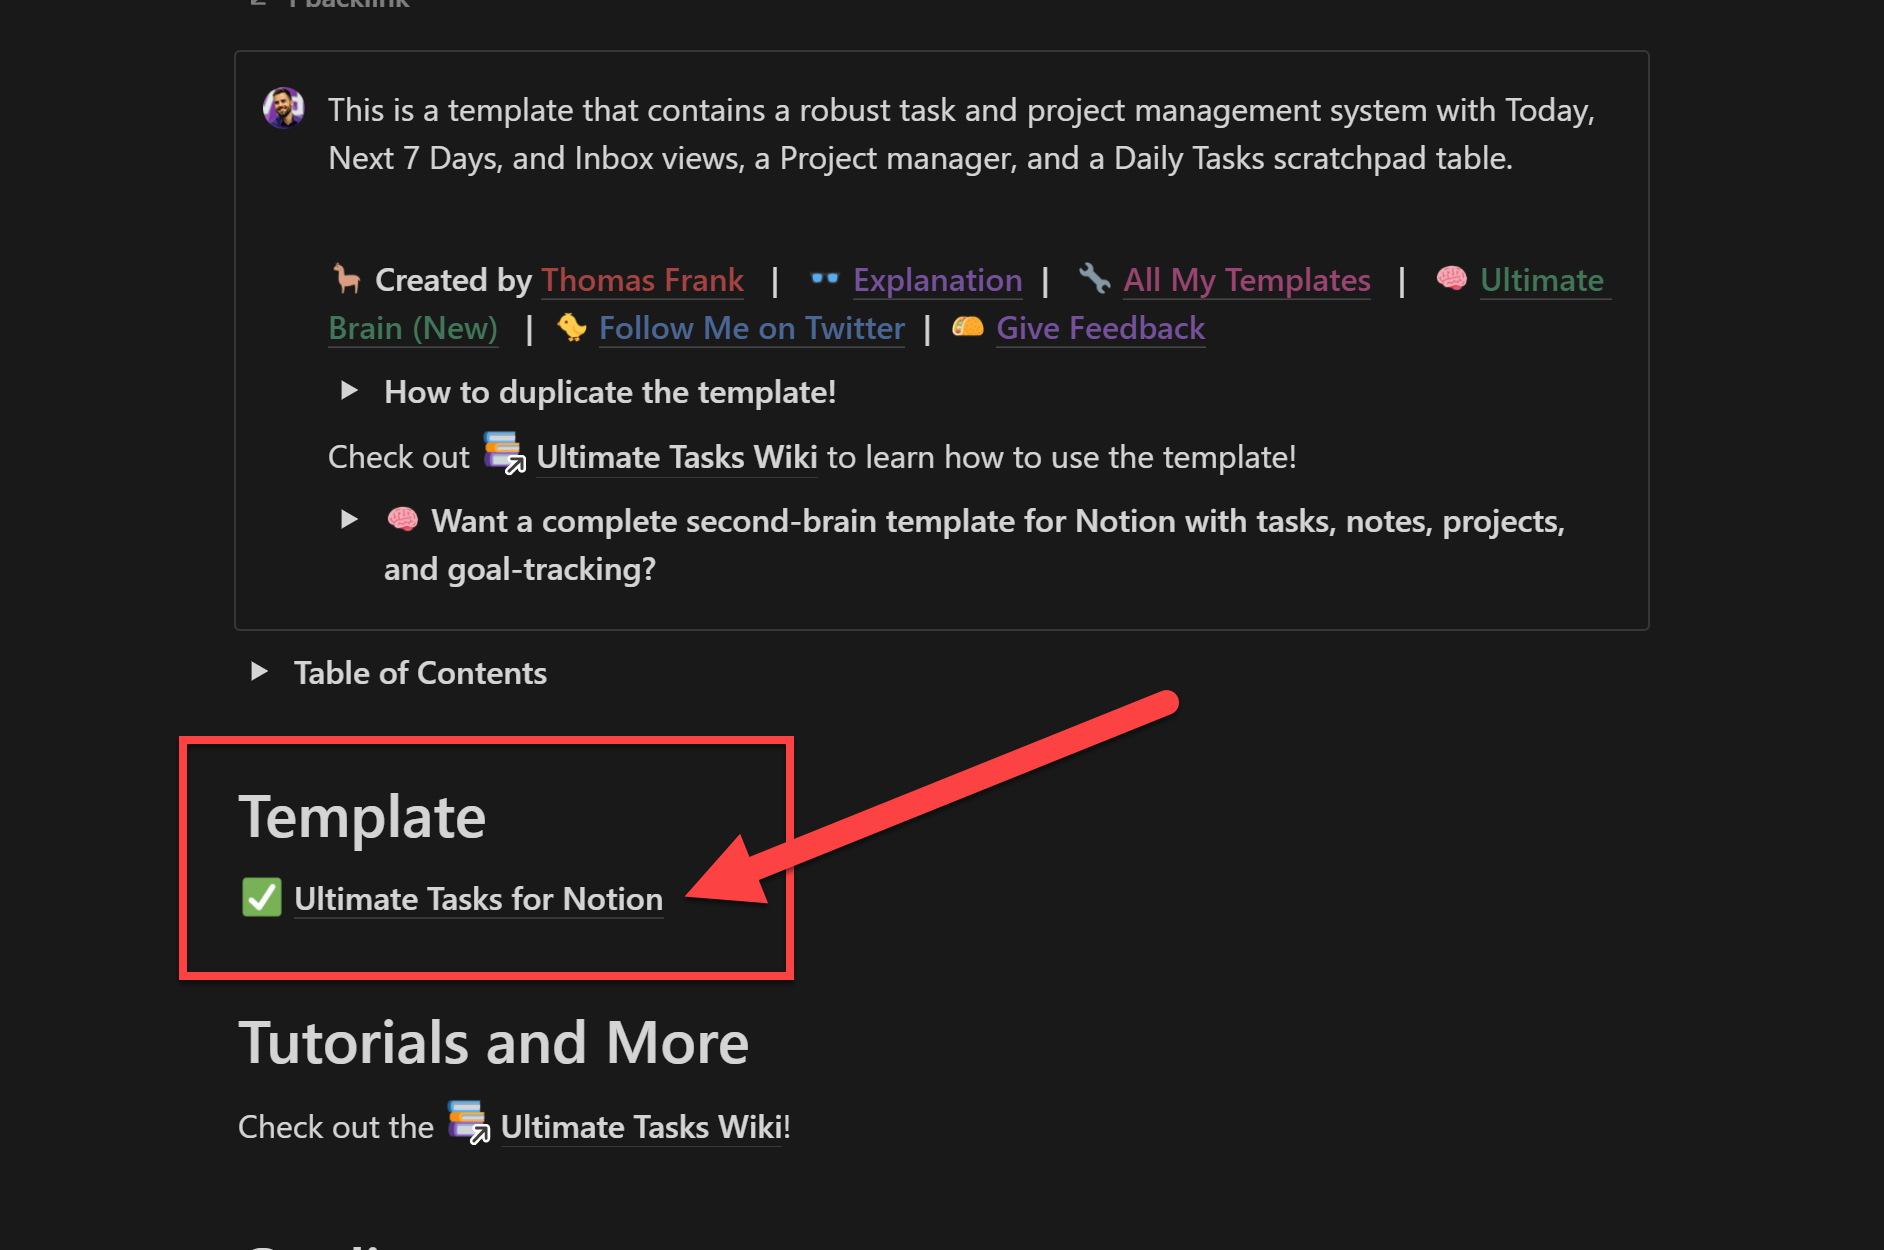 1 backlink
This is a template that contains a robust task and project management system with Today,
Next 7 Days, and Inbox views, a Project manager, and a Daily Tasks scratchpad table.
Created by Thomas Frank | Explanation | All My Templates | Ultimate
Brain (New) | Follow Me on Twitter | Give Feedback
How to duplicate the template!
Check out Ultimate Tasks Wiki to learn how to use the template!
Want a complete second-brain template for Notion with tasks, notes, projects,
and goal-tracking?
Table of Contents
Template
Ultimate Tasks for Notion
Tutorials and More
Check out the Ultimate Tasks Wiki!